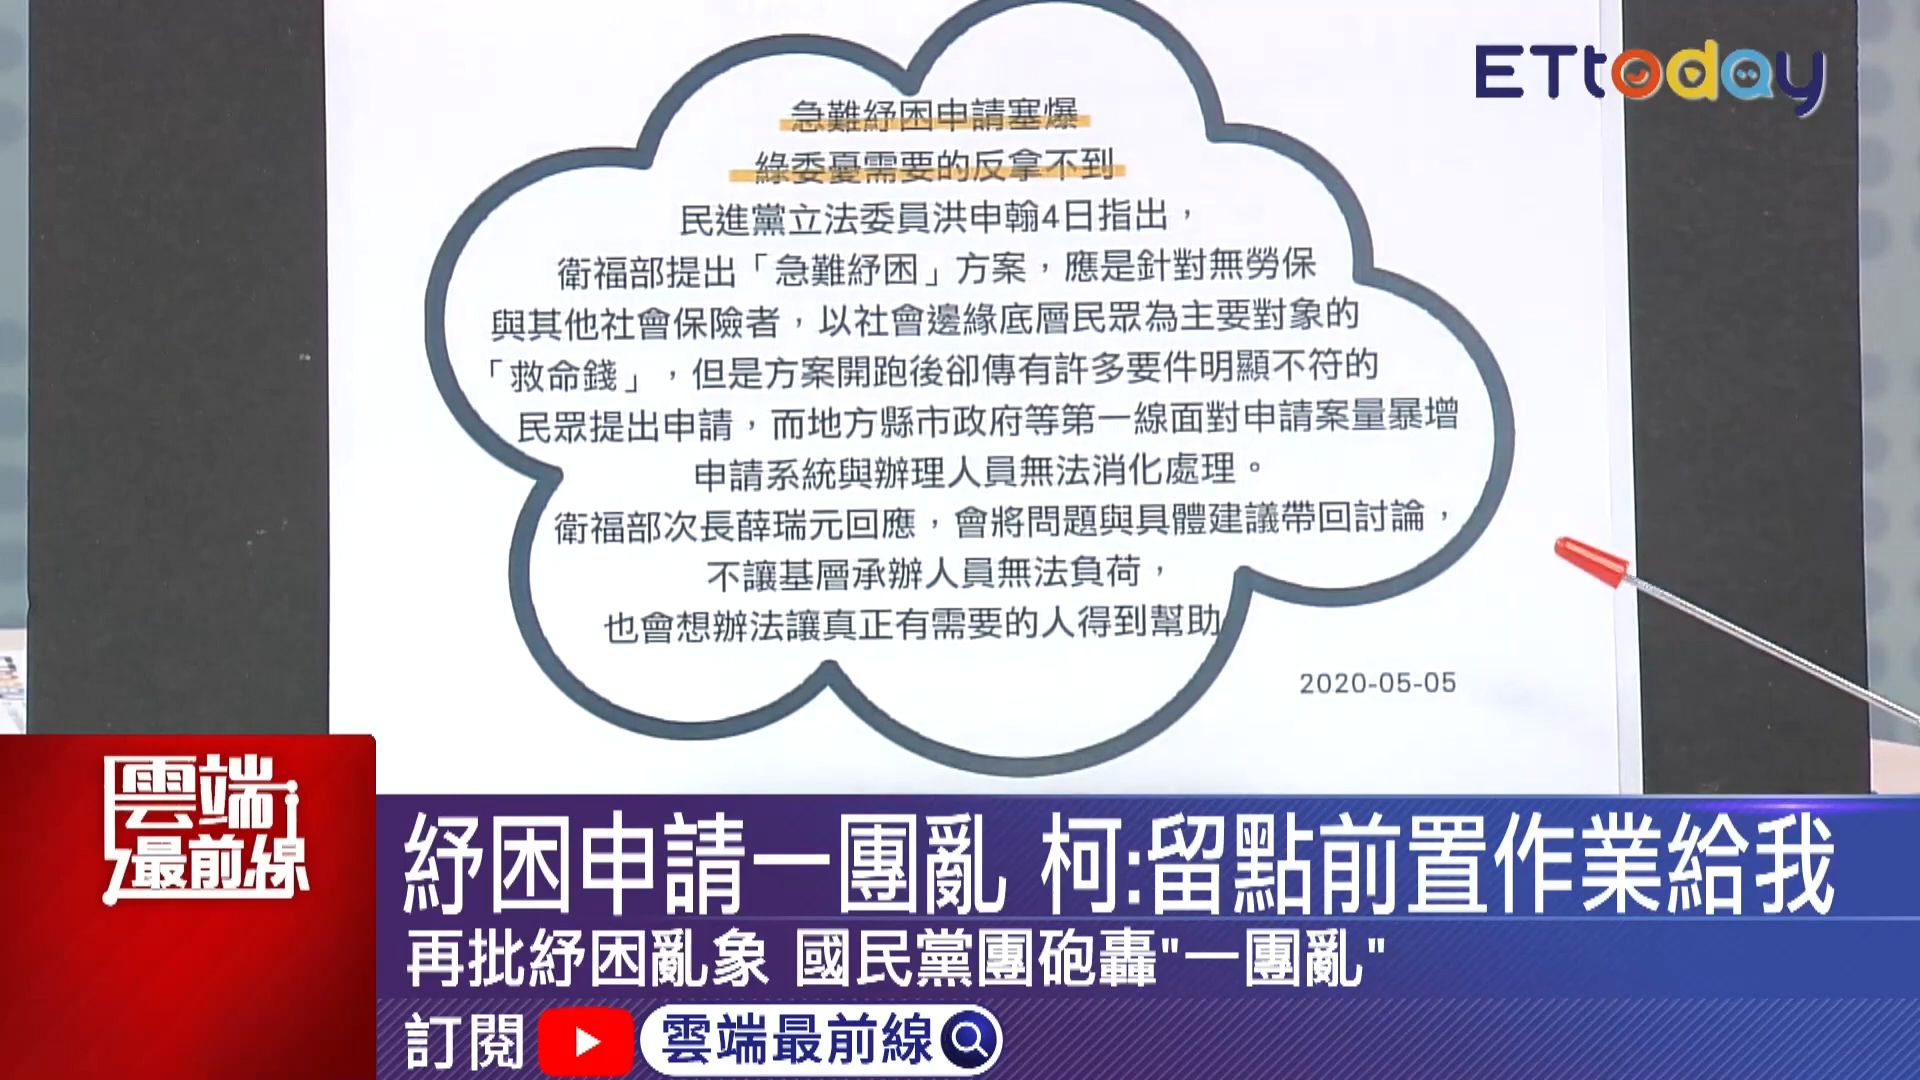 ETtoday
急難紓困申請塞爆
綠委憂需要的反拿不到
民進黨立法委員洪申翰4日指出，
衛福部提出「急難紓困」方案，應是針對無勞保
與其他社會保險者，以社會邊緣底層民眾為主要對象的
「救命錢」，但是方案開跑後卻傳有許多要件明顯不符的
民眾提出申請，而地方縣市政府等第一線面對申請案量暴增
申請系統與辦理人員無法消化處理。
衛福部次長薛瑞元回應，會將問題與具體建議帶回討論，
不讓基層承辦人員無法負荷，
也會想辦法讓真正有需要的人得到幫助
2020-05-05
雲端
最前線
紓困申請一團亂 柯:留點前置作業給我
再批紓困亂象 國民黨團砲轟"一團亂"
訂閱 雲端最前線